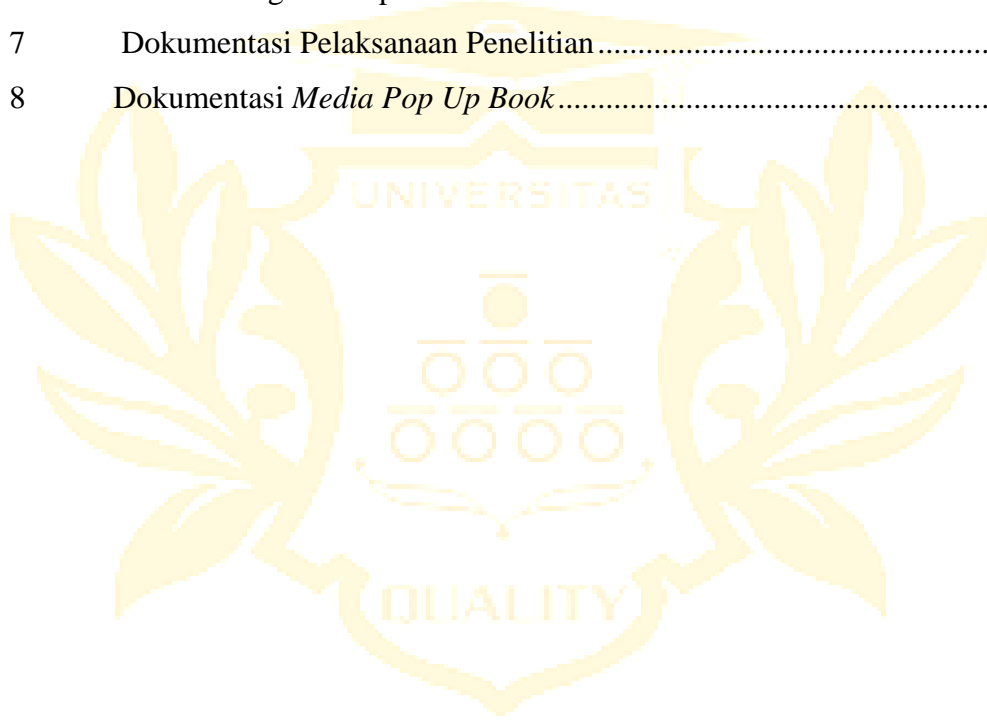 7 Dokumentasi Pelaksanaan Penelitian................................................
8 Dokumentasi Media Pop Up Book.....................................................
UNIVERSITAS
QUALITY